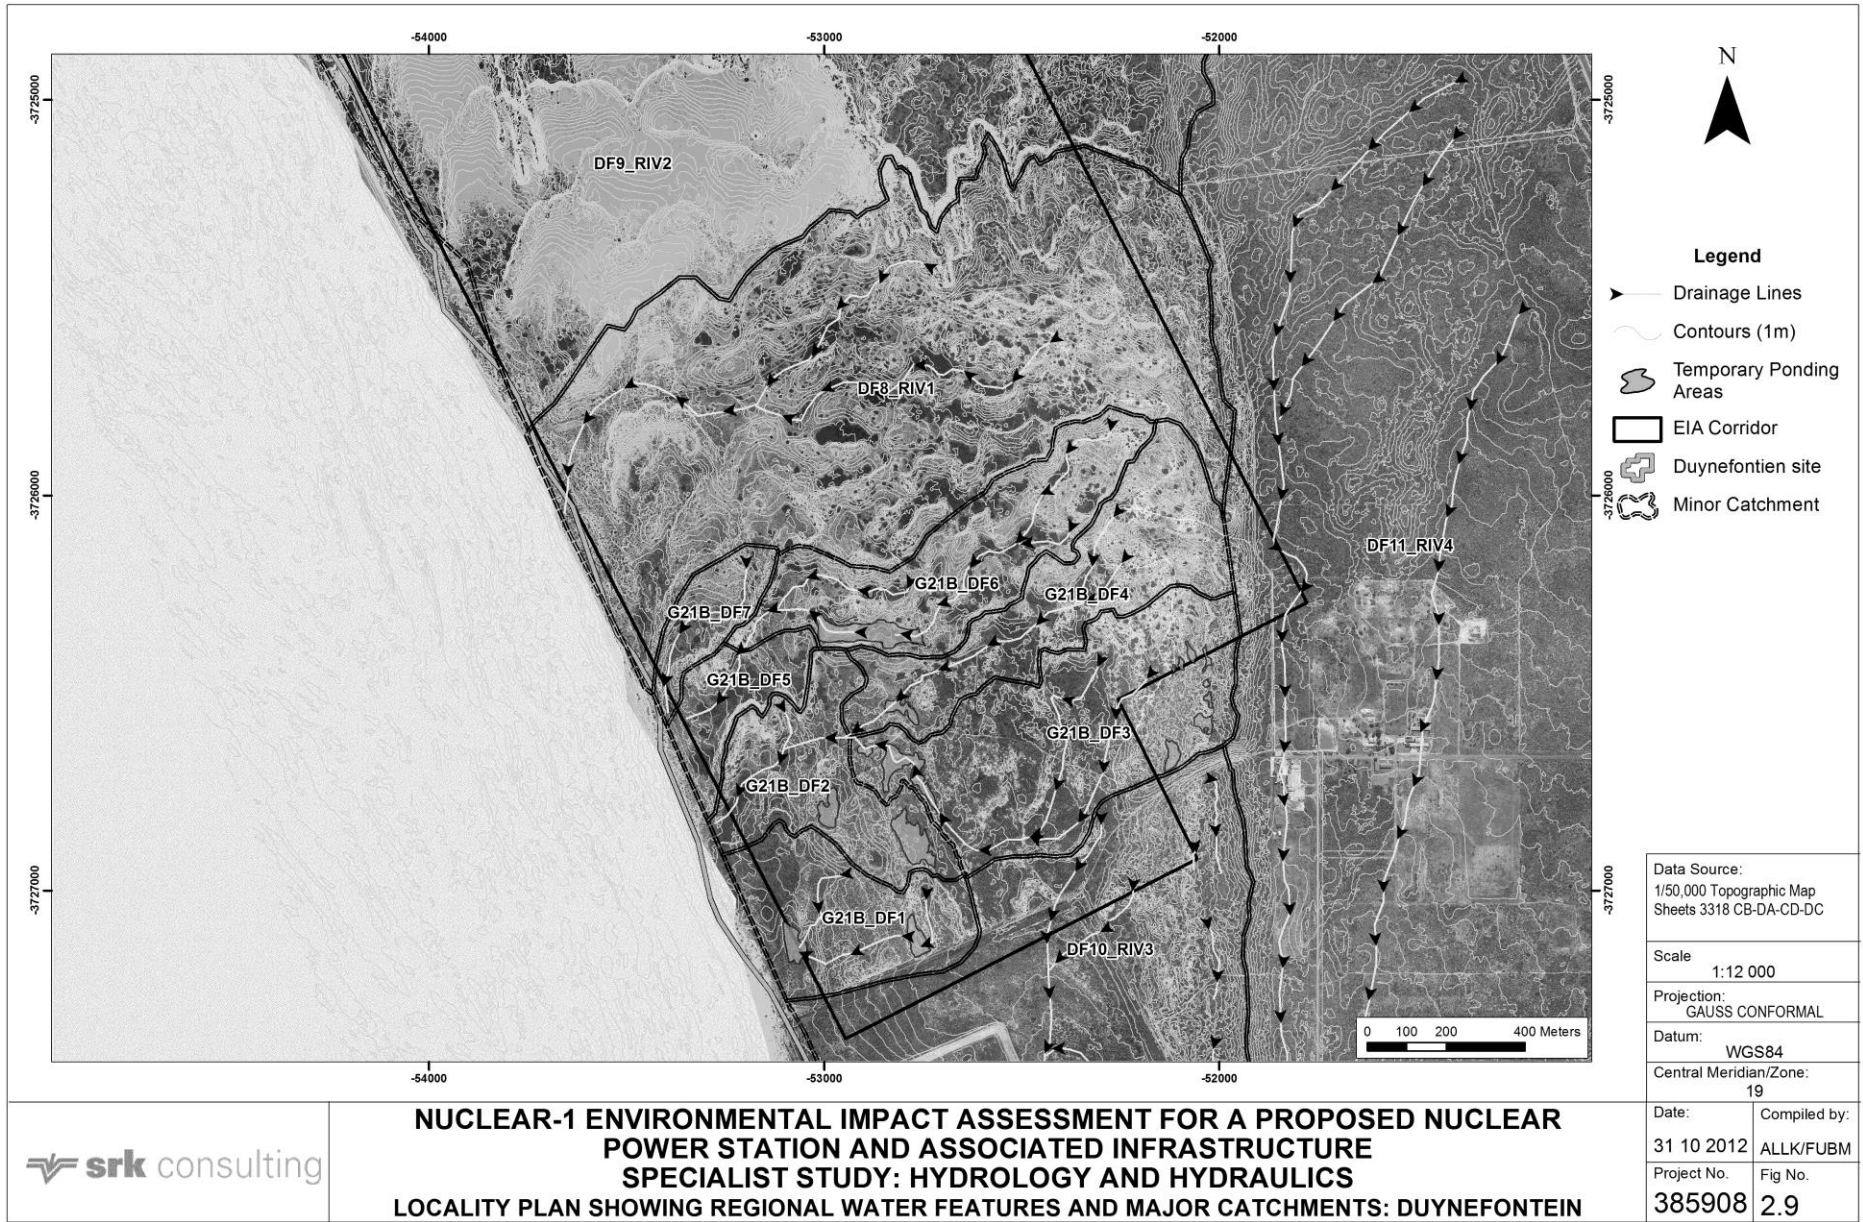 -54000
-53000
-52000
-3725000
-3725000
-3726000
-3726000
-3727000
-3727000
-54000
-53000
-52000
DF9_RIV2
DF8_RIV1
DF11_RIV4
G21B_DF6
G21B_DF4
G21B_DF7
G21B_DF5
G21B_DF3
G21B_DF2
G21B_DF1
DF10_RIV3
0 100 200 400 Meters
N
Legend
Drainage Lines
Contours (1m)
Temporary Ponding
Areas
EIA Corridor
Duynefontien site
Minor Catchment
Data Source:
1/50,000 Topographic Map
Sheets 3318 CB-DA-CD-DC
Scale
1:12 000
Projection:
GAUSS CONFORMAL
Datum:
WGS84
Central Meridian/Zone:
19
Date:
31 10 2012
Compiled by:
ALLK/FUBM
Project No.
385908
Fig No.
2.9
srk consulting
NUCLEAR-1 ENVIRONMENTAL IMPACT ASSESSMENT FOR A PROPOSED NUCLEAR
POWER STATION AND ASSOCIATED INFRASTRUCTURE
SPECIALIST STUDY: HYDROLOGY AND HYDRAULICS
LOCALITY PLAN SHOWING REGIONAL WATER FEATURES AND MAJOR CATCHMENTS: DUYNEFONTEIN